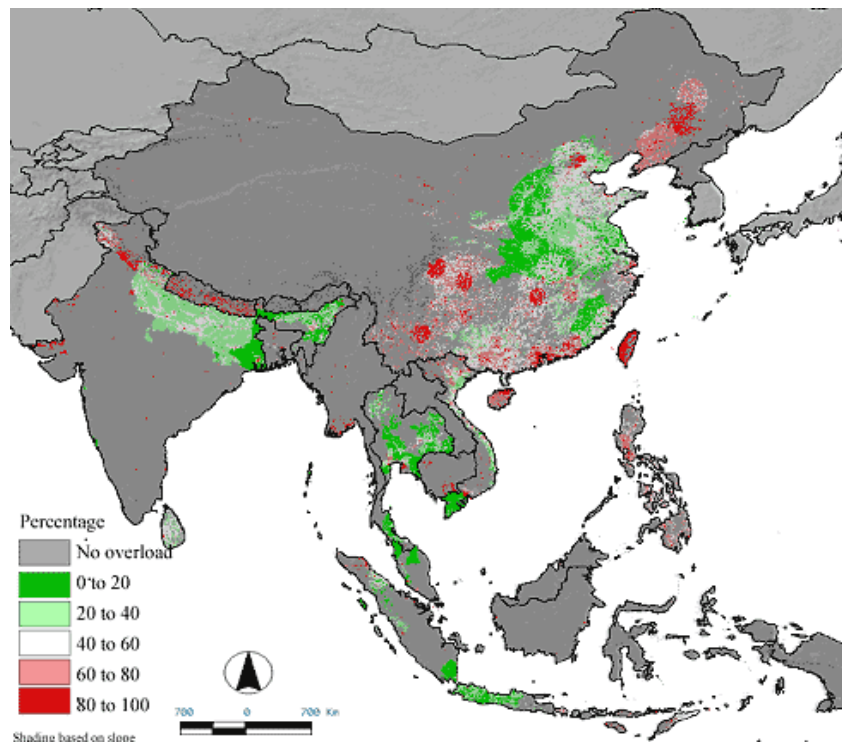 Percentage
No overload
0 to 20
20 to 40
40 to 60
60 to 80
80 to 100
700 0 700 Km
Shading based on slope